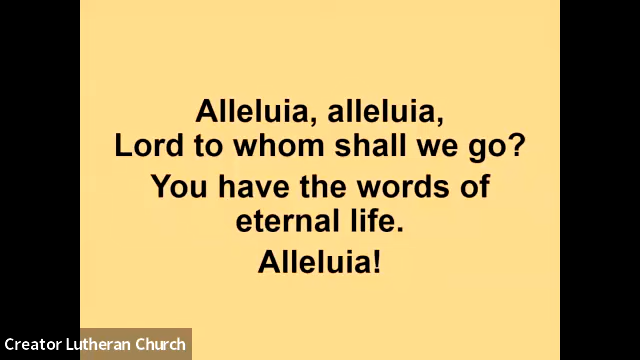 Alleluia, alleluia,
Lord to whom shall we go?
You have the words of
eternal life.
Alleluia!
Creator Lutheran Church